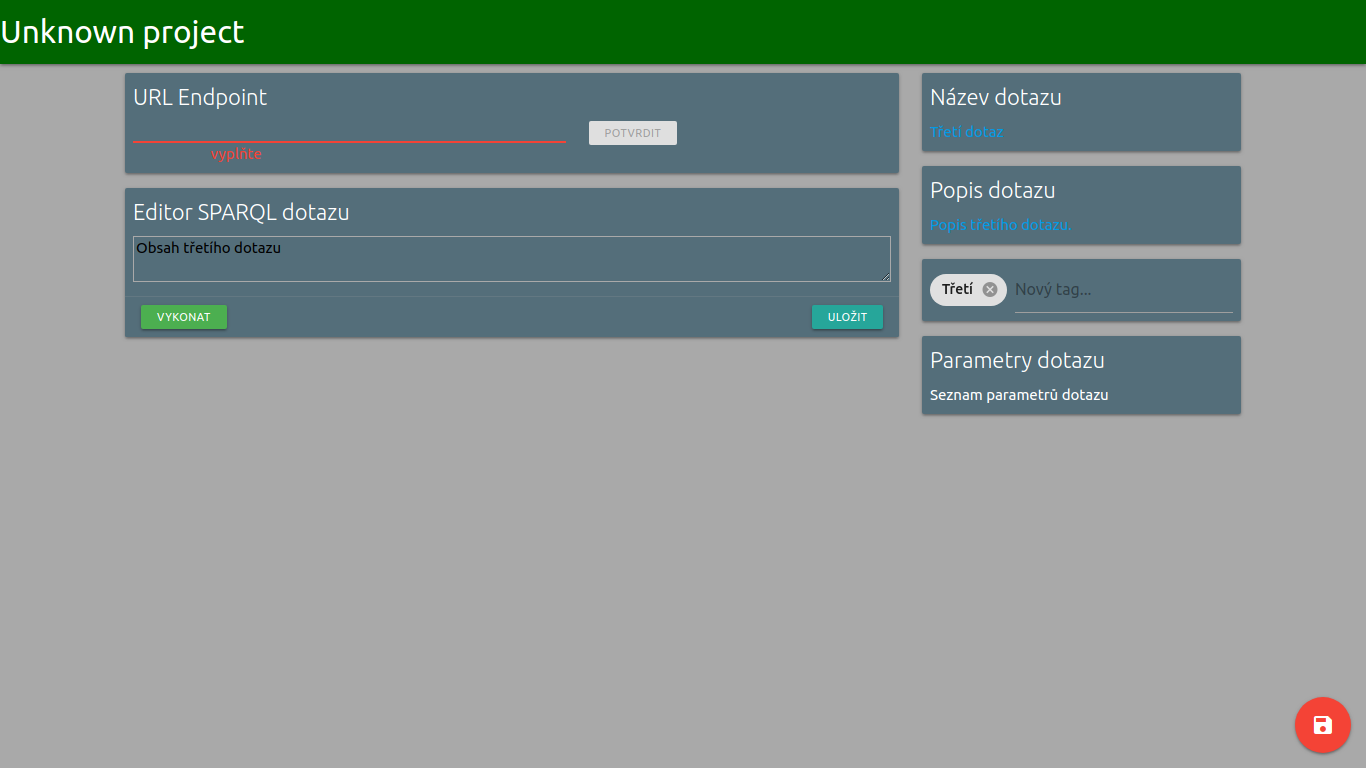 Unknown project
URL Endpoint
POTVRDIT
vyplňte
Editor SPARQL dotazu
Obsah třetího dotazu
VYKONAT
ULOŽIT
Název dotazu
Třetí dotaz
Popis dotazu
Popis třetího dotazu.
Třetí
Nový tag...
Parametry dotazu
Seznam parametrů dotazu